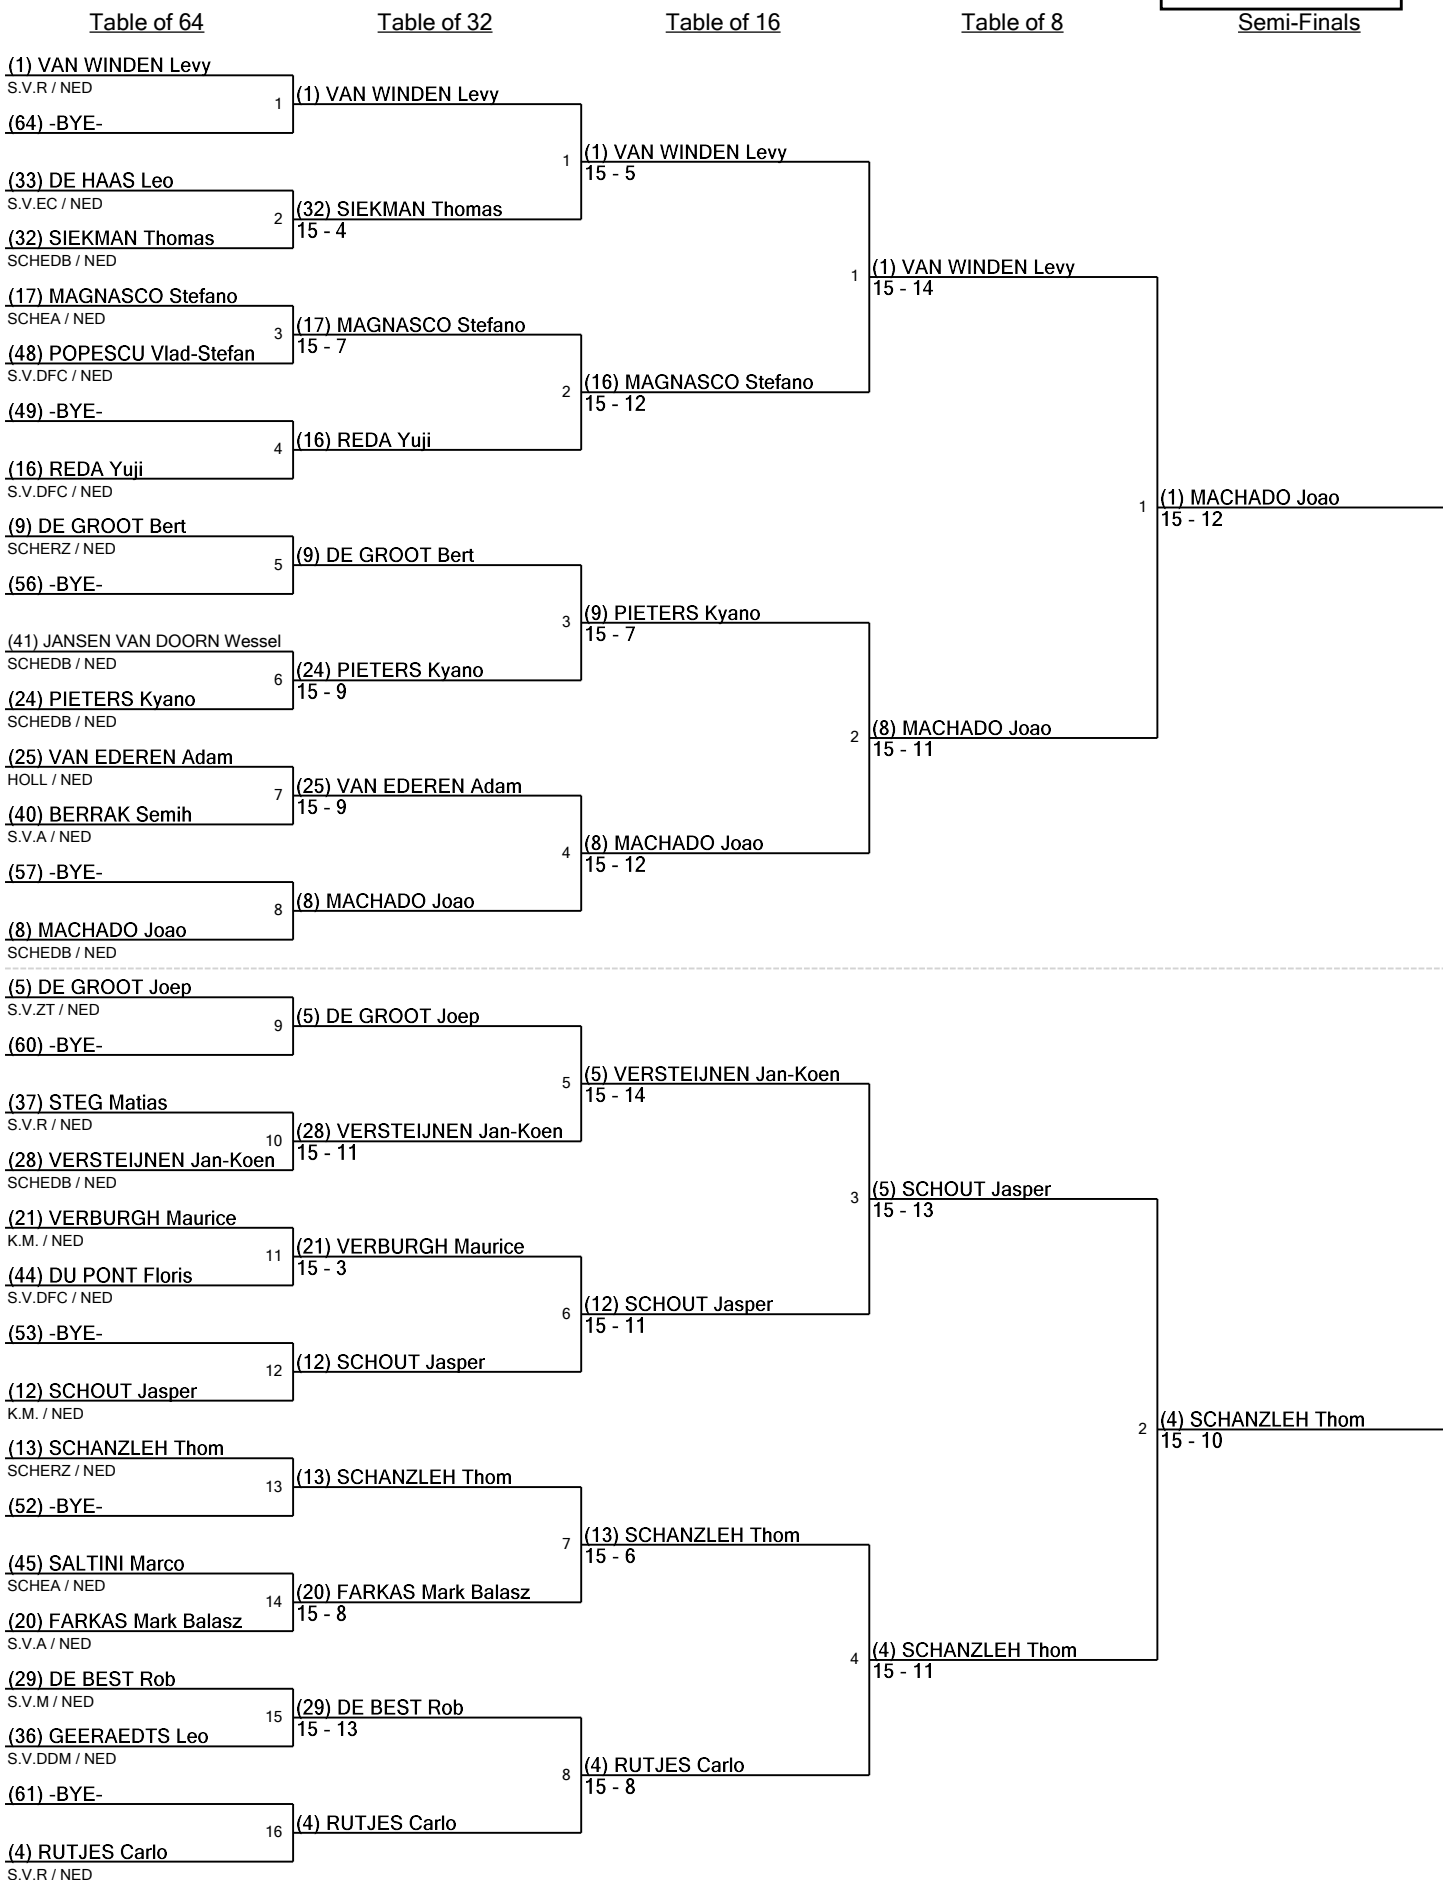 Table of 64
Table of 32
Table of 16
Table of 8
Semi-Finals
(1) VAN WINDEN Levy
S.V.R / NED
1
(64) -BYE-
(33) DE HAAS Leo
S.V.EC / NED
2
(32) SIEKMAN Thomas
SCHEDB / NED
(17) MAGNASCO Stefano
SCHEA / NED
3
(48) POPESCU Vlad-Stefan
S.V.DFC / NED
(49) -BYE-
4
(16) REDA Yuji
S.V.DFC / NED
(9) DE GROOT Bert
SCHERZ / NED
5
(56) -BYE-
(41) JANSEN VAN DOORN Wessel
SCHEDB / NED
6
(24) PIETERS Kyano
SCHEDB / NED
(25) VAN EDEREN Adam
HOLL / NED
7
(40) BERRAK Semih
S.V.A / NED
(57) -BYE-
8
(8) MACHADO Joao
SCHEDB / NED
(5) DE GROOT Joep
S.V.ZT / NED
9
(60) -BYE-
(37) STEG Matias
S.V.R / NED
10
(28) VERSTEIJNEN Jan-Koen
SCHEDB / NED
(21) VERBURGH Maurice
K.M. / NED
11
(44) DU PONT Floris
S.V.DFC / NED
(53) -BYE-
12
(12) SCHOUT Jasper
K.M. / NED
(13) SCHANZLEH Thom
SCHERZ / NED
13
(52) -BYE-
(45) SALTINI Marco
SCHEA / NED
14
(20) FARKAS Mark Balasz
S.V.A / NED
(29) DE BEST Rob
S.V.M / NED
15
(36) GEERAEDTS Leo
S.V.DDM / NED
(61) -BYE-
16
(4) RUTJES Carlo
S.V.R / NED
(1) VAN WINDEN Levy
1
(32) SIEKMAN Thomas
15 - 4
(17) MAGNASCO Stefano
15 - 7
2
(16) REDA Yuji
(9) DE GROOT Bert
3
(24) PIETERS Kyano
15 - 9
(25) VAN EDEREN Adam
15 - 9
4
(8) MACHADO Joao
(5) DE GROOT Joep
5
(28) VERSTEIJNEN Jan-Koen
15 - 11
(21) VERBURGH Maurice
15 - 3
6
(12) SCHOUT Jasper
(13) SCHANZLEH Thom
7
(20) FARKAS Mark Balasz
15 - 8
(29) DE BEST Rob
15 - 13
8
(4) RUTJES Carlo
(1) VAN WINDEN Levy
15 - 5
1
(16) MAGNASCO Stefano
15 - 12
(9) PIETERS Kyano
15 - 7
2
(8) MACHADO Joao
15 - 12
(5) VERSTEIJNEN Jan-Koen
15 - 14
3
(12) SCHOUT Jasper
15 - 11
(13) SCHANZLEH Thom
15 - 6
4
(4) RUTJES Carlo
15 - 8
(1) VAN WINDEN Levy
15 - 14
1
(8) MACHADO Joao
15 - 11
(5) SCHOUT Jasper
15 - 13
2
(4) SCHANZLEH Thom
15 - 11
(1) MACHADO Joao
15 - 12
(4) SCHANZLEH Thom
15 - 10